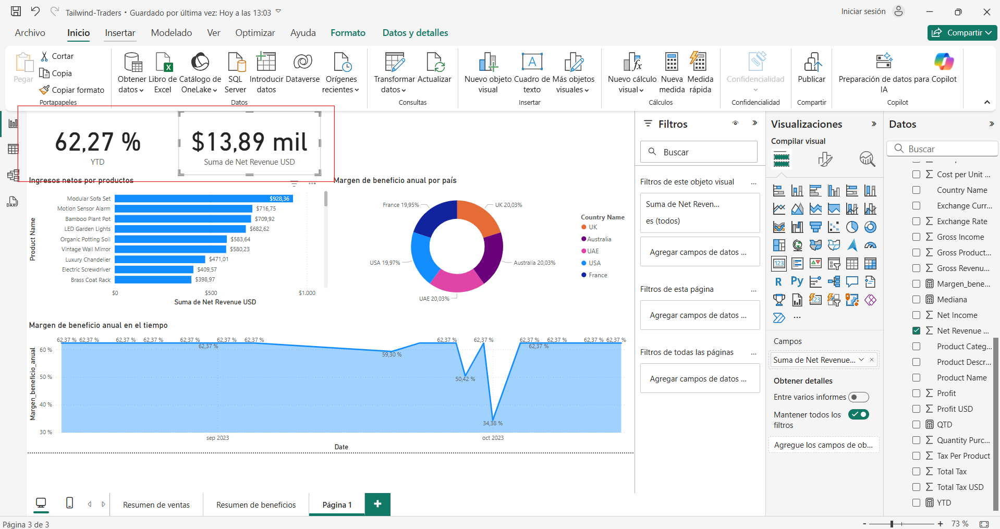 Tailwind-Traders • Guardado por última vez: Hoy a las 13:03
Iniciar sesión
Archivo
Inicio
Insertar
Modelado
Ver
Optimizar
Ayuda
Formato
Datos y detalles
Compartir
Pegar
Cortar
Copia
Copiar formato
Portapapeles
Obtener datos
Libro de Excel
Catálogo de OneLake
SQL Server
Introducir datos
Dataverse
Orígenes recientes
Datos
Transformar datos
Actualizar
Consultas
Nuevo objeto visual
Cuadro de texto
Más objetos visuales
Insertar
Nuevo cálculo visual
Nueva medida
Medida rápida
Cálculos
Confidencialidad
Confidencialidad
Publicar
Compartir
Preparación de datos para IA
Copilot
Copilot
DAX
62,27 %
YTD
$13,89 mil
Suma de Net Revenue USD
Ingresos netos por productos
Product Name
Modular Sofa Set $928,36
Motion Sensor Alarm $716,75
Bamboo Plant Pot $709,92
LED Garden Lights $682,62
Organic Potting Soil $583,64
Vintage Wall Mirror $580,23
Luxury Chandelier $471,01
Electric Screwdriver $409,57
Brass Coat Rack $398,97
$0 $500 $1.000
Suma de Net Revenue USD
Margen de beneficio anual por país
France 19,95%
UK 20,03%
USA 19,97%
Australia 20,03%
UAE 20,03%
Country Name
UK
Australia
UAE
USA
France
Margen de beneficio anual en el tiempo
Margen_beneficio_anual
60 %
50 %
40 %
30 %
62,37 % 62,37 % 62,37 % 62,37 % 62,37 % 62,37 % 62,37 % 62,37 % 62,37 % 62,37 % 62,37 % 62,37 % 62,37 %
62,37 % 62,37 %
59,30 %
50,42 %
34,38 %
sep 2023 oct 2023
Date
Filtros
Buscar
Filtros de este objeto visual ...
Suma de Net Reven...
es (todos)
Agregar campos de datos ...
Filtros de esta página ...
Agregar campos de datos ...
Filtros de todas las páginas ...
Agregar campos de datos ...
Visualizaciones
Compilar visual
123
R
Py
123
...
Campos
Suma de Net Revenue...
Obtener detalles
Entre varios informes
Mantener todos los filtros
Agregue los campos de ob...
Datos
Buscar
Cost per Unit ...
Country Name
Exchange Curr...
Exchange Rate
Gross Income
Gross Product...
Gross Revenu...
Margen_bene...
Mediana
Net Income
Net Revenue ...
Product Categ...
Product Descr...
Product Name
Profit
Profit USD
QTD
Quantity Purc...
Tax Per Product
Total Tax
Total Tax USD
YTD
Resumen de ventas
Resumen de beneficios
Página 1
+
Página 3 de 3
- + 73 %